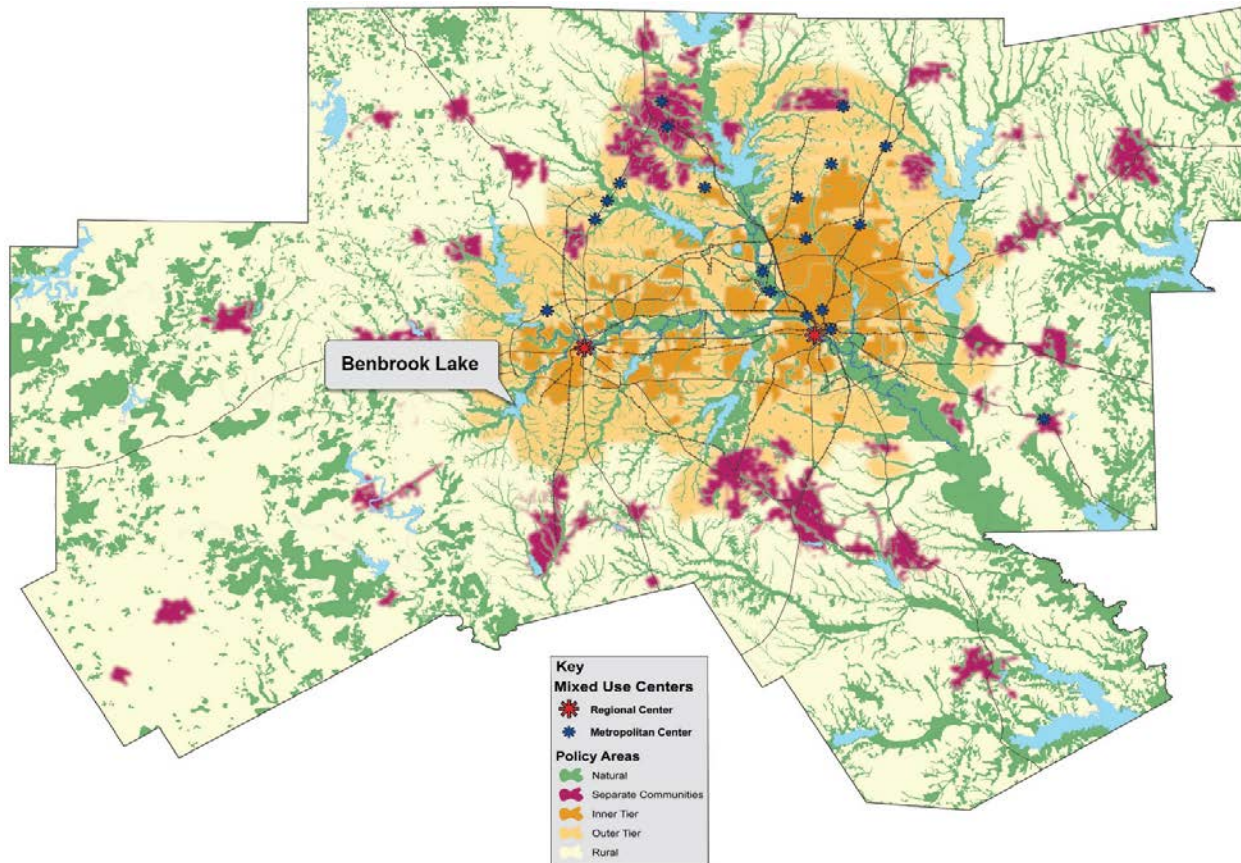 Benbrook Lake
Key
Mixed Use Centers
Regional Center
Metropolitan Center
Policy Areas
Natural
Separate Communities
Inner Tier
Outer Tier
Rural